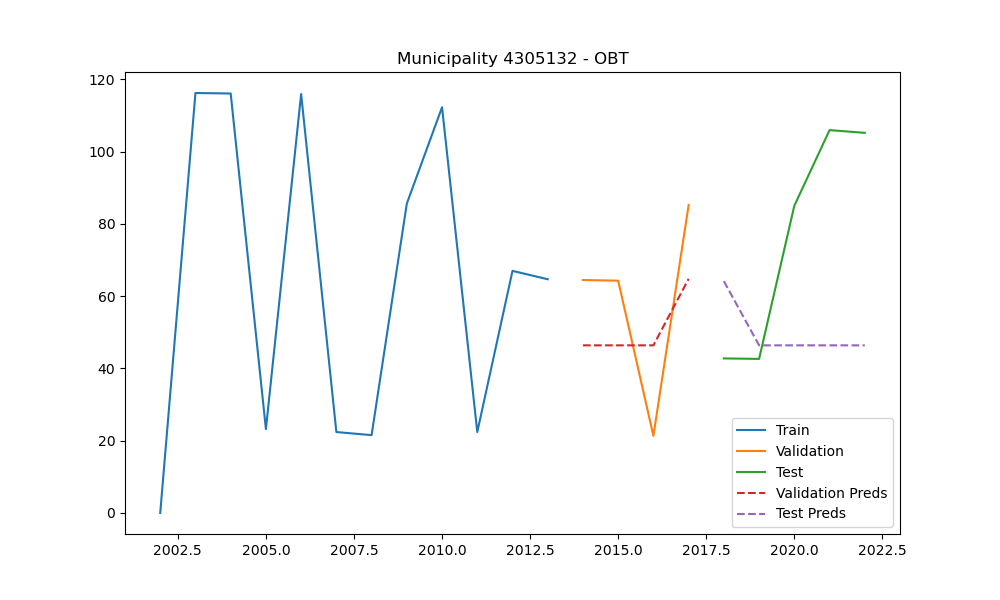 Municipality 4305132 - OBT
120
100
80
60
40
20
0
2002.5 2005.0 2007.5 2010.0 2012.5 2015.0 2017.5 2020.0 2022.5
Train
Validation
Test
Validation Preds
Test Preds